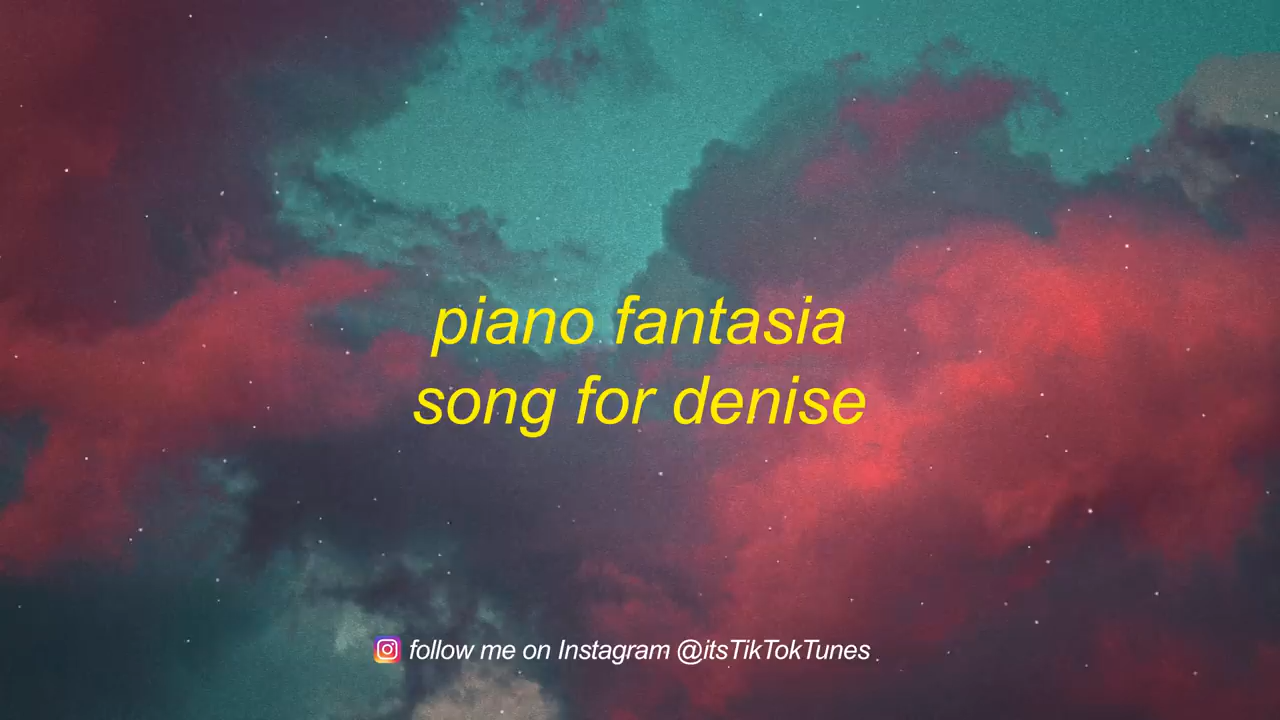 piano fantasia
song for denise
follow me on Instagram @itsTikTokTunes